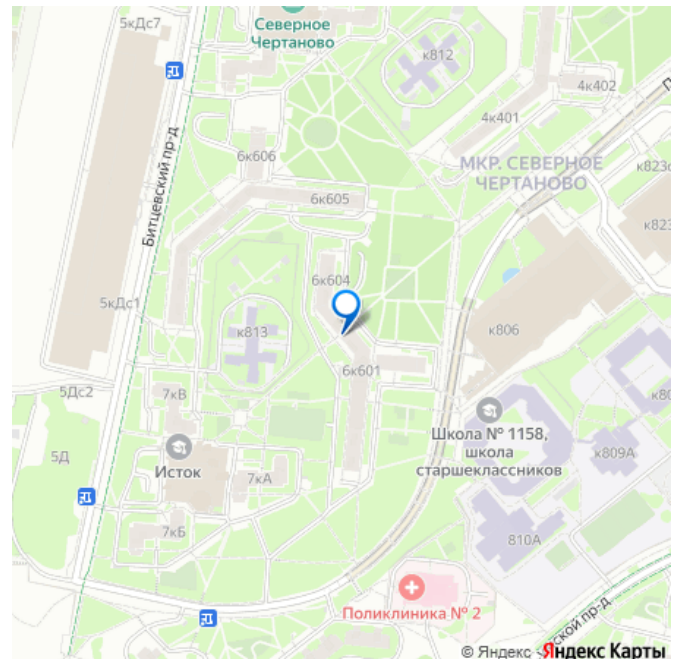 5кДс7
Северное
Чертаново
к812
4к402
4к401
Битцевский пр-д
6к606
МКР. СЕВЕРНОЕ
ЧЕРТАНОВО
к823с
6к605
к823
6к604
5кДс1
к813
к806
6к601
5Дс2
7кВ
Школа № 1158,
школа
старшеклассников
к809А
5Д
Исток
7кА
7кБ
810А
Поликлиника № 2
ской пр-д
© Яндекс Яндекс Карты